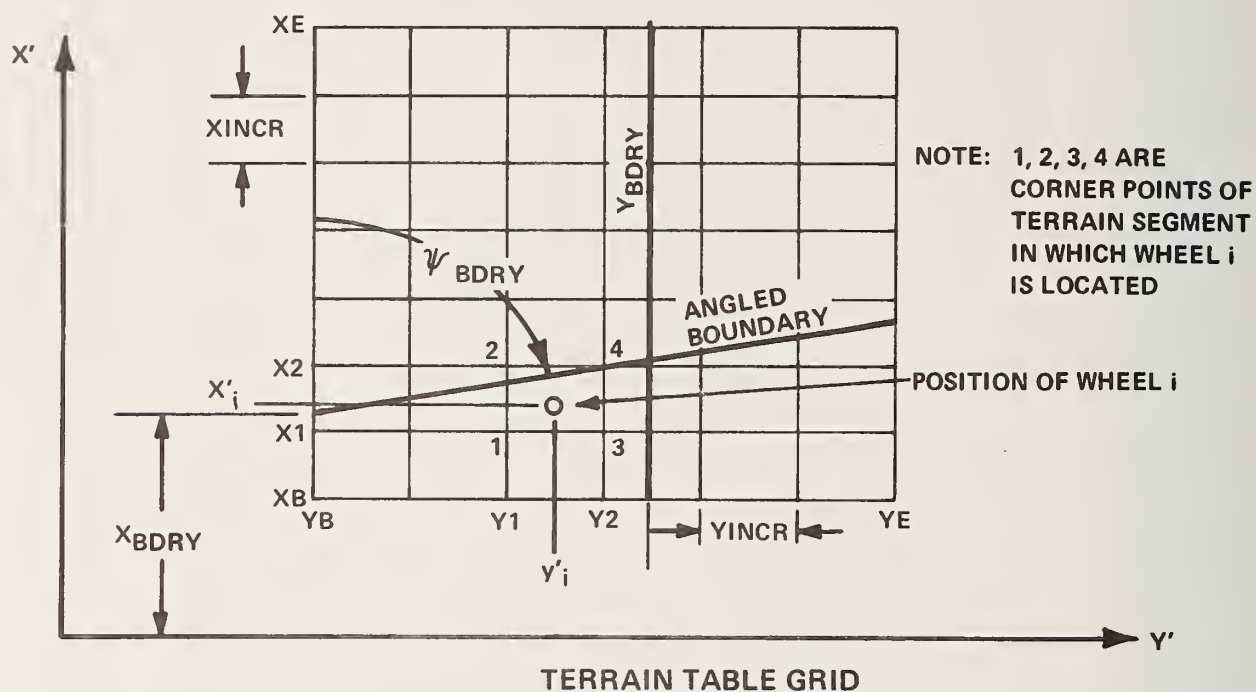 XE
X'
XINCR
Y_BDRY
NOTE: 1, 2, 3, 4 ARE
CORNER POINTS OF
TERRAIN SEGMENT
IN WHICH WHEEL i
IS LOCATED
ψ BDRY
ANGLED
BOUNDARY
2
4
X2
POSITION OF WHEEL i
X'i
X1
1
3
XB
YB
Y1
Y2
YINCR
YE
X_BDRY
y'i
Y'
TERRAIN TABLE GRID